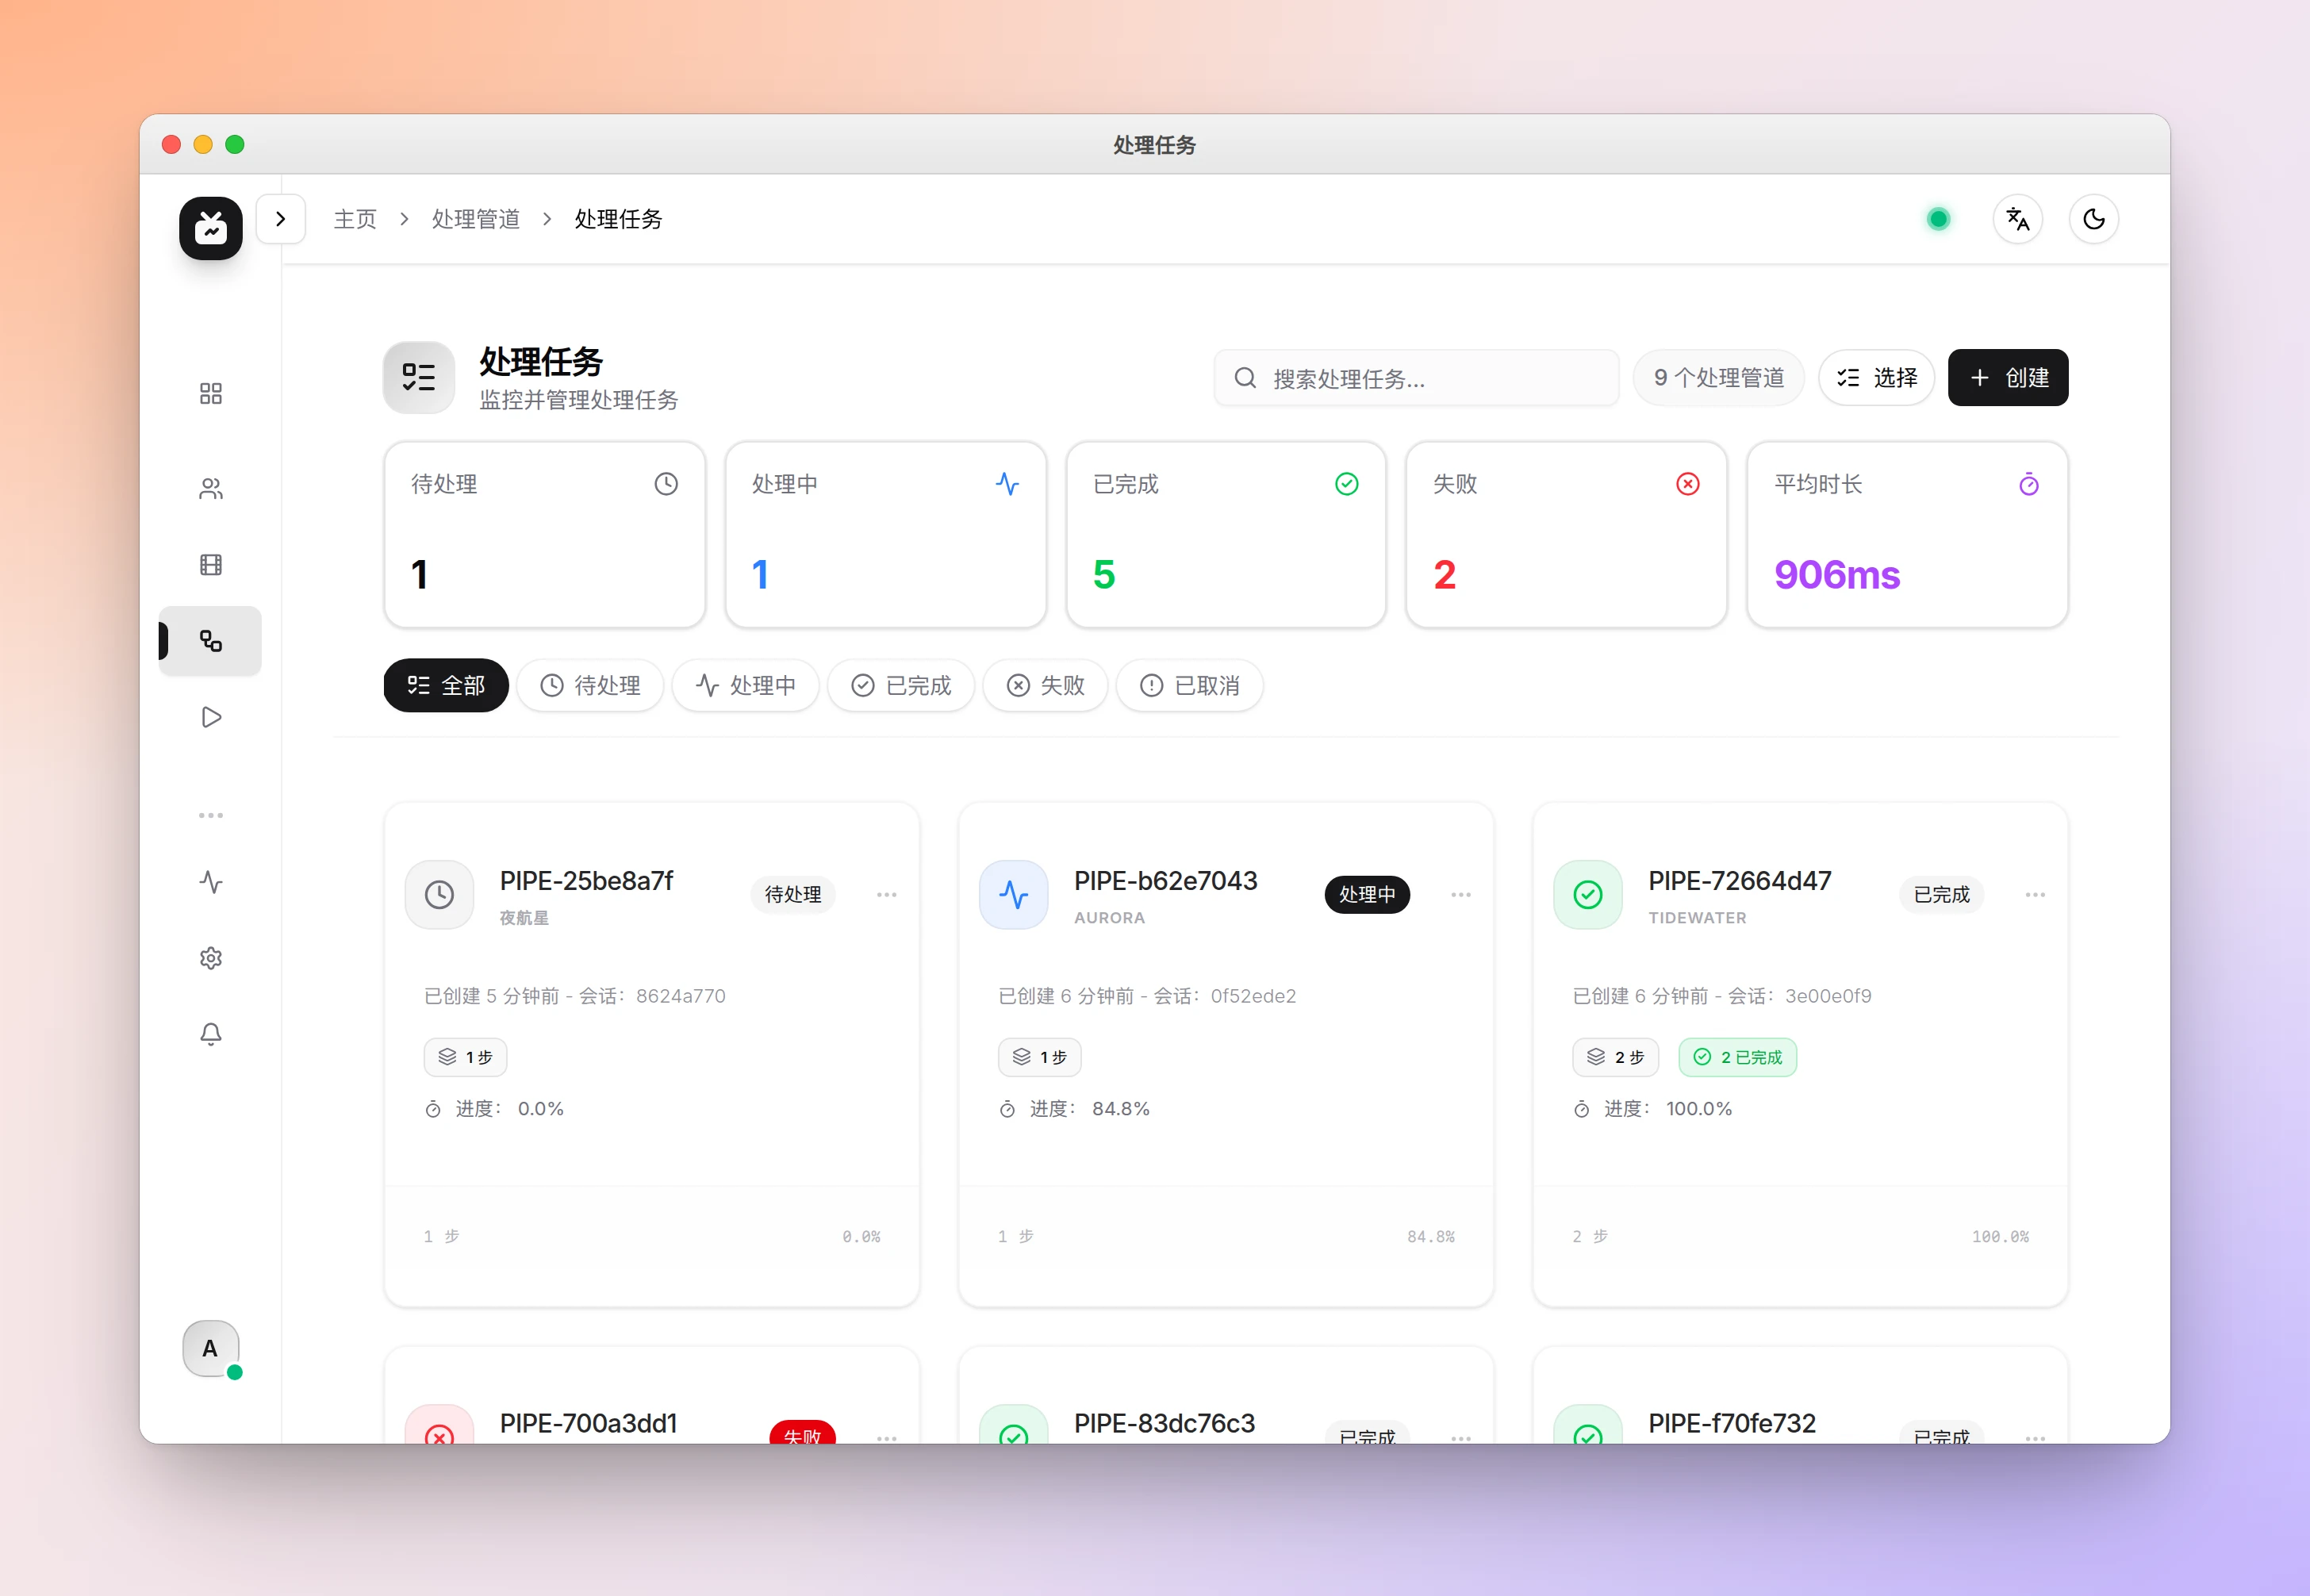 处理任务
主页 > 处理管道 > 处理任务
处理任务
监控并管理处理任务
搜索处理任务...
9 个处理管道
选择
创建
待处理
1
处理中
1
已完成
5
失败
2
平均时长
906ms
全部
待处理
处理中
已完成
失败
已取消
PIPE-25be8a7f
夜航星
待处理
已创建 5 分钟前 - 会话：8624a770
1 步
进度： 0.0%
1 步
0.0%
PIPE-b62e7043
AURORA
处理中
已创建 6 分钟前 - 会话：0f52ede2
1 步
进度： 84.8%
1 步
84.8%
PIPE-72664d47
TIDEWATER
已完成
已创建 6 分钟前 - 会话：3e00e0f9
2 步
2 已完成
进度： 100.0%
2 步
100.0%
PIPE-700a3dd1
失败
PIPE-83dc76c3
已完成
PIPE-f70fe732
已完成
A